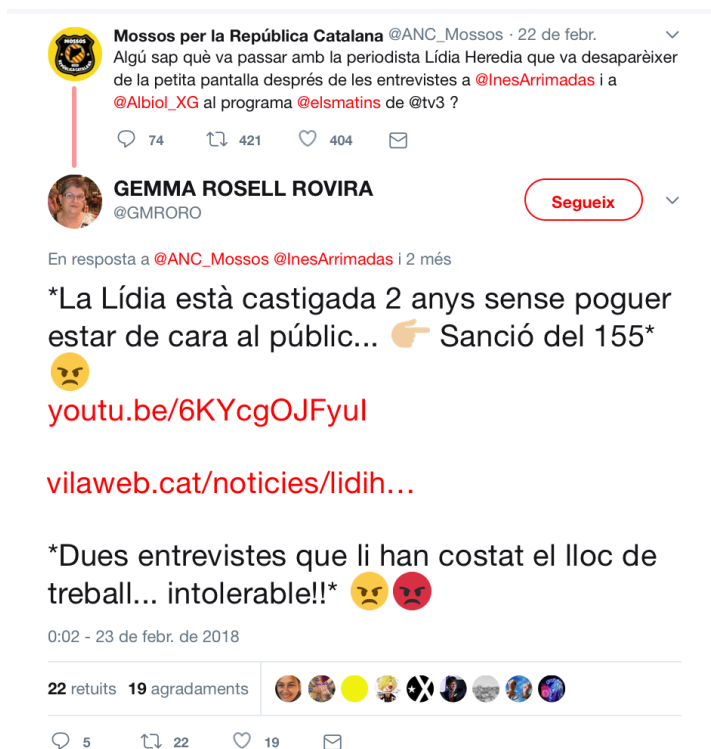 Mossos per la República Catalana @ANC_Mossos · 22 de febr.
Algú sap què va passar amb la periodista Lídia Heredia que va desaparèixer
de la petita pantalla després de les entrevistes a @InesArrimadas i a
@Albiol_XG al programa @elsmatins de @tv3 ?
74 421 404
GEMMA ROSELL ROVIRA
@GMRORO
Segueix
En resposta a @ANC_Mossos @InesArrimadas i 2 més
*La Lídia està castigada 2 anys sense poguer
estar de cara al públic... 👉🏼 Sanció del 155*
😠
youtu.be/6KYcgOJFyuI
vilaweb.cat/noticies/lidih…
*Dues entrevistes que li han costat el lloc de
treball... intolerable!!* 😠😡
0:02 - 23 de febr. de 2018
22 retuits 19 agradaments
5 22 19